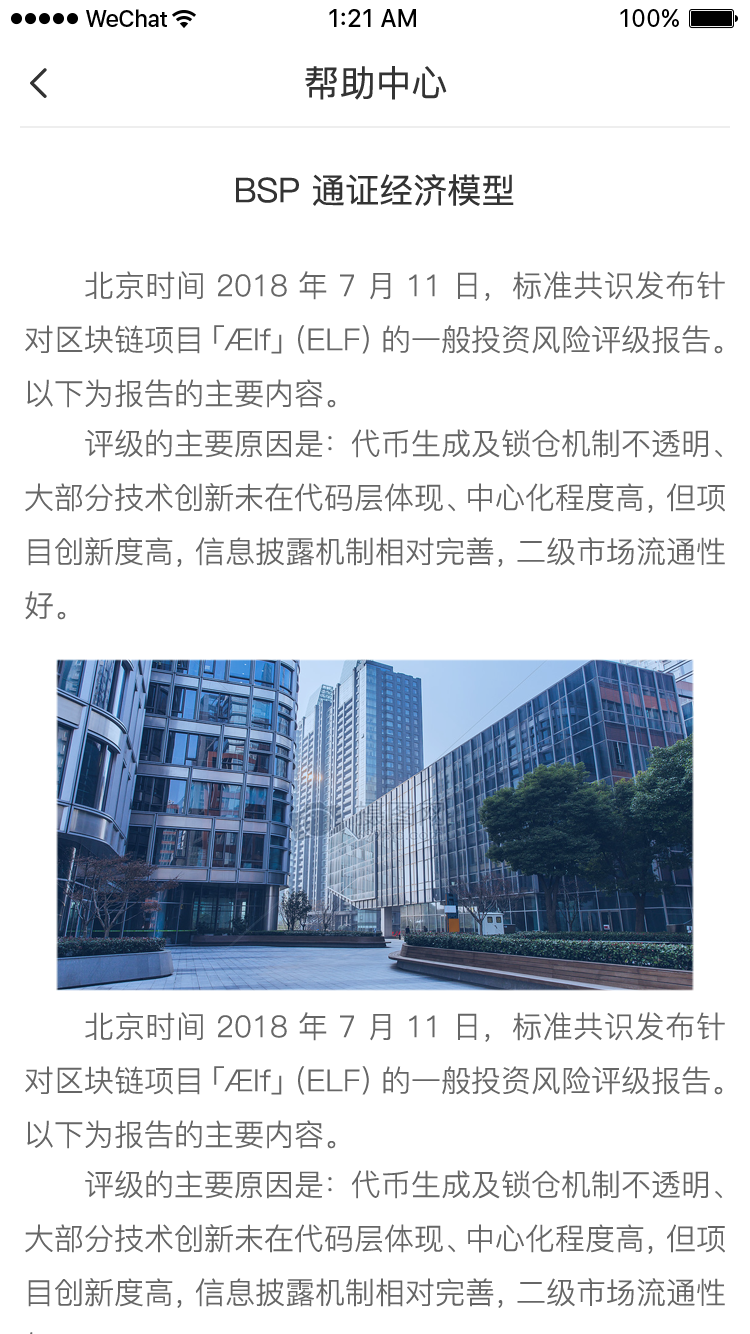 WeChat 1:21 AM 100%
帮助中心
BSP 通证经济模型
北京时间 2018 年 7 月 11 日，标准共识发布针
对区块链项目「Ælf」(ELF) 的一般投资风险评级报告。
以下为报告的主要内容。
评级的主要原因是：代币生成及锁仓机制不透明、
大部分技术创新未在代码层体现、中心化程度高，但项
目创新度高，信息披露机制相对完善，二级市场流通性
好。
北京时间 2018 年 7 月 11 日，标准共识发布针
对区块链项目「Ælf」(ELF) 的一般投资风险评级报告。
以下为报告的主要内容。
评级的主要原因是：代币生成及锁仓机制不透明、
大部分技术创新未在代码层体现、中心化程度高，但项
目创新度高，信息披露机制相对完善，二级市场流通性